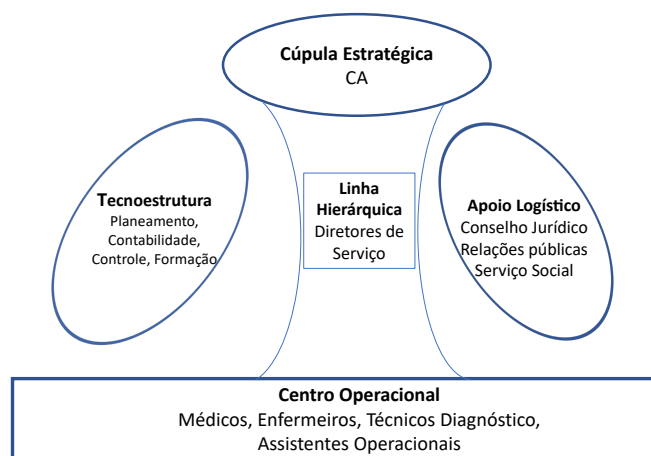 Cúpula Estratégica
CA
Tecnoestrutura
Planeamento,
Contabilidade,
Controle, Formação
Linha
Hierárquica
Diretores de
Serviço
Apoio Logístico
Conselho Jurídico
Relações públicas
Serviço Social
Centro Operacional
Médicos, Enfermeiros, Técnicos Diagnóstico,
Assistentes Operacionais